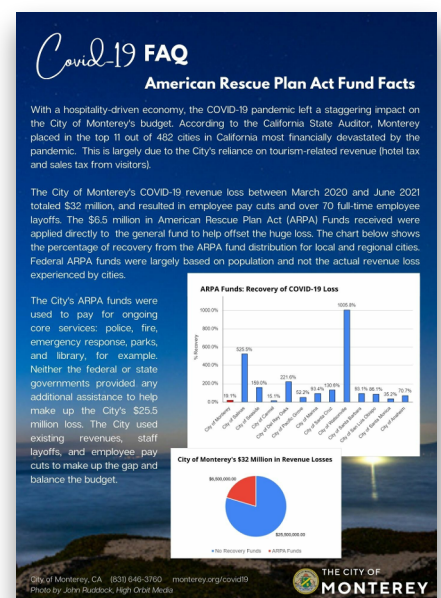 Covid-19 FAQ
American Rescue Plan Act Fund Facts
With a hospitality-driven economy, the COVID-19 pandemic left a staggering impact on
the City of Monterey's budget. According to the California State Auditor, Monterey
placed in the top 11 out of 482 cities in California most financially devastated by the
pandemic. This is largely due to the City's reliance on tourism-related revenue (hotel tax
and sales tax from visitors).
The City of Monterey's COVID-19 revenue loss between March 2020 and June 2021
totaled $32 million, and resulted in employee pay cuts and over 70 full-time employee
layoffs. The $6.5 million in American Rescue Plan Act (ARPA) Funds received were
applied directly to the general fund to help offset the huge loss. The chart below shows
the percentage of recovery from the ARPA fund distribution for local and regional cities.
Federal ARPA funds were largely based on population and not the actual revenue loss
experienced by cities.
The City's ARPA funds were
used to pay for ongoing
core services: police, fire,
emergency response, parks,
and library, for example.
Neither the federal or state
governments provided any
additional assistance to help
make up the City's $25.5
million loss. The City used
existing revenues, staff
layoffs, and employee pay
cuts to make up the gap and
balance the budget.
ARPA Funds: Recovery of COVID-19 Loss
% Recovery
1000.0%
800.0%
600.0%
400.0%
200.0%
0.0%
525.5%
221.6%
52.2%
93.4%
130.8%
1005.8%
86.1%
35.2%
70.7%
City of Monterey
City of Salinas
City of Seaside
City of Carmel
City of Del Rey Oaks
City of Pacific Grove
City of Marina
City of Santa Cruz
City of Watsonville
City of Santa Barbara
City of San Luis Obispo
City of Santa Monica
City of Anaheim
City of Monterey's $32 Million in Revenue Losses
$6,500,000.00
$25,500,000.00
No Recovery Funds
ARPA Funds
City of Monterey, CA (831) 646-3760 monterey.org/covid19
Photo by John Ruddock, High Orbit Media
THE CITY OF
MONTEREY